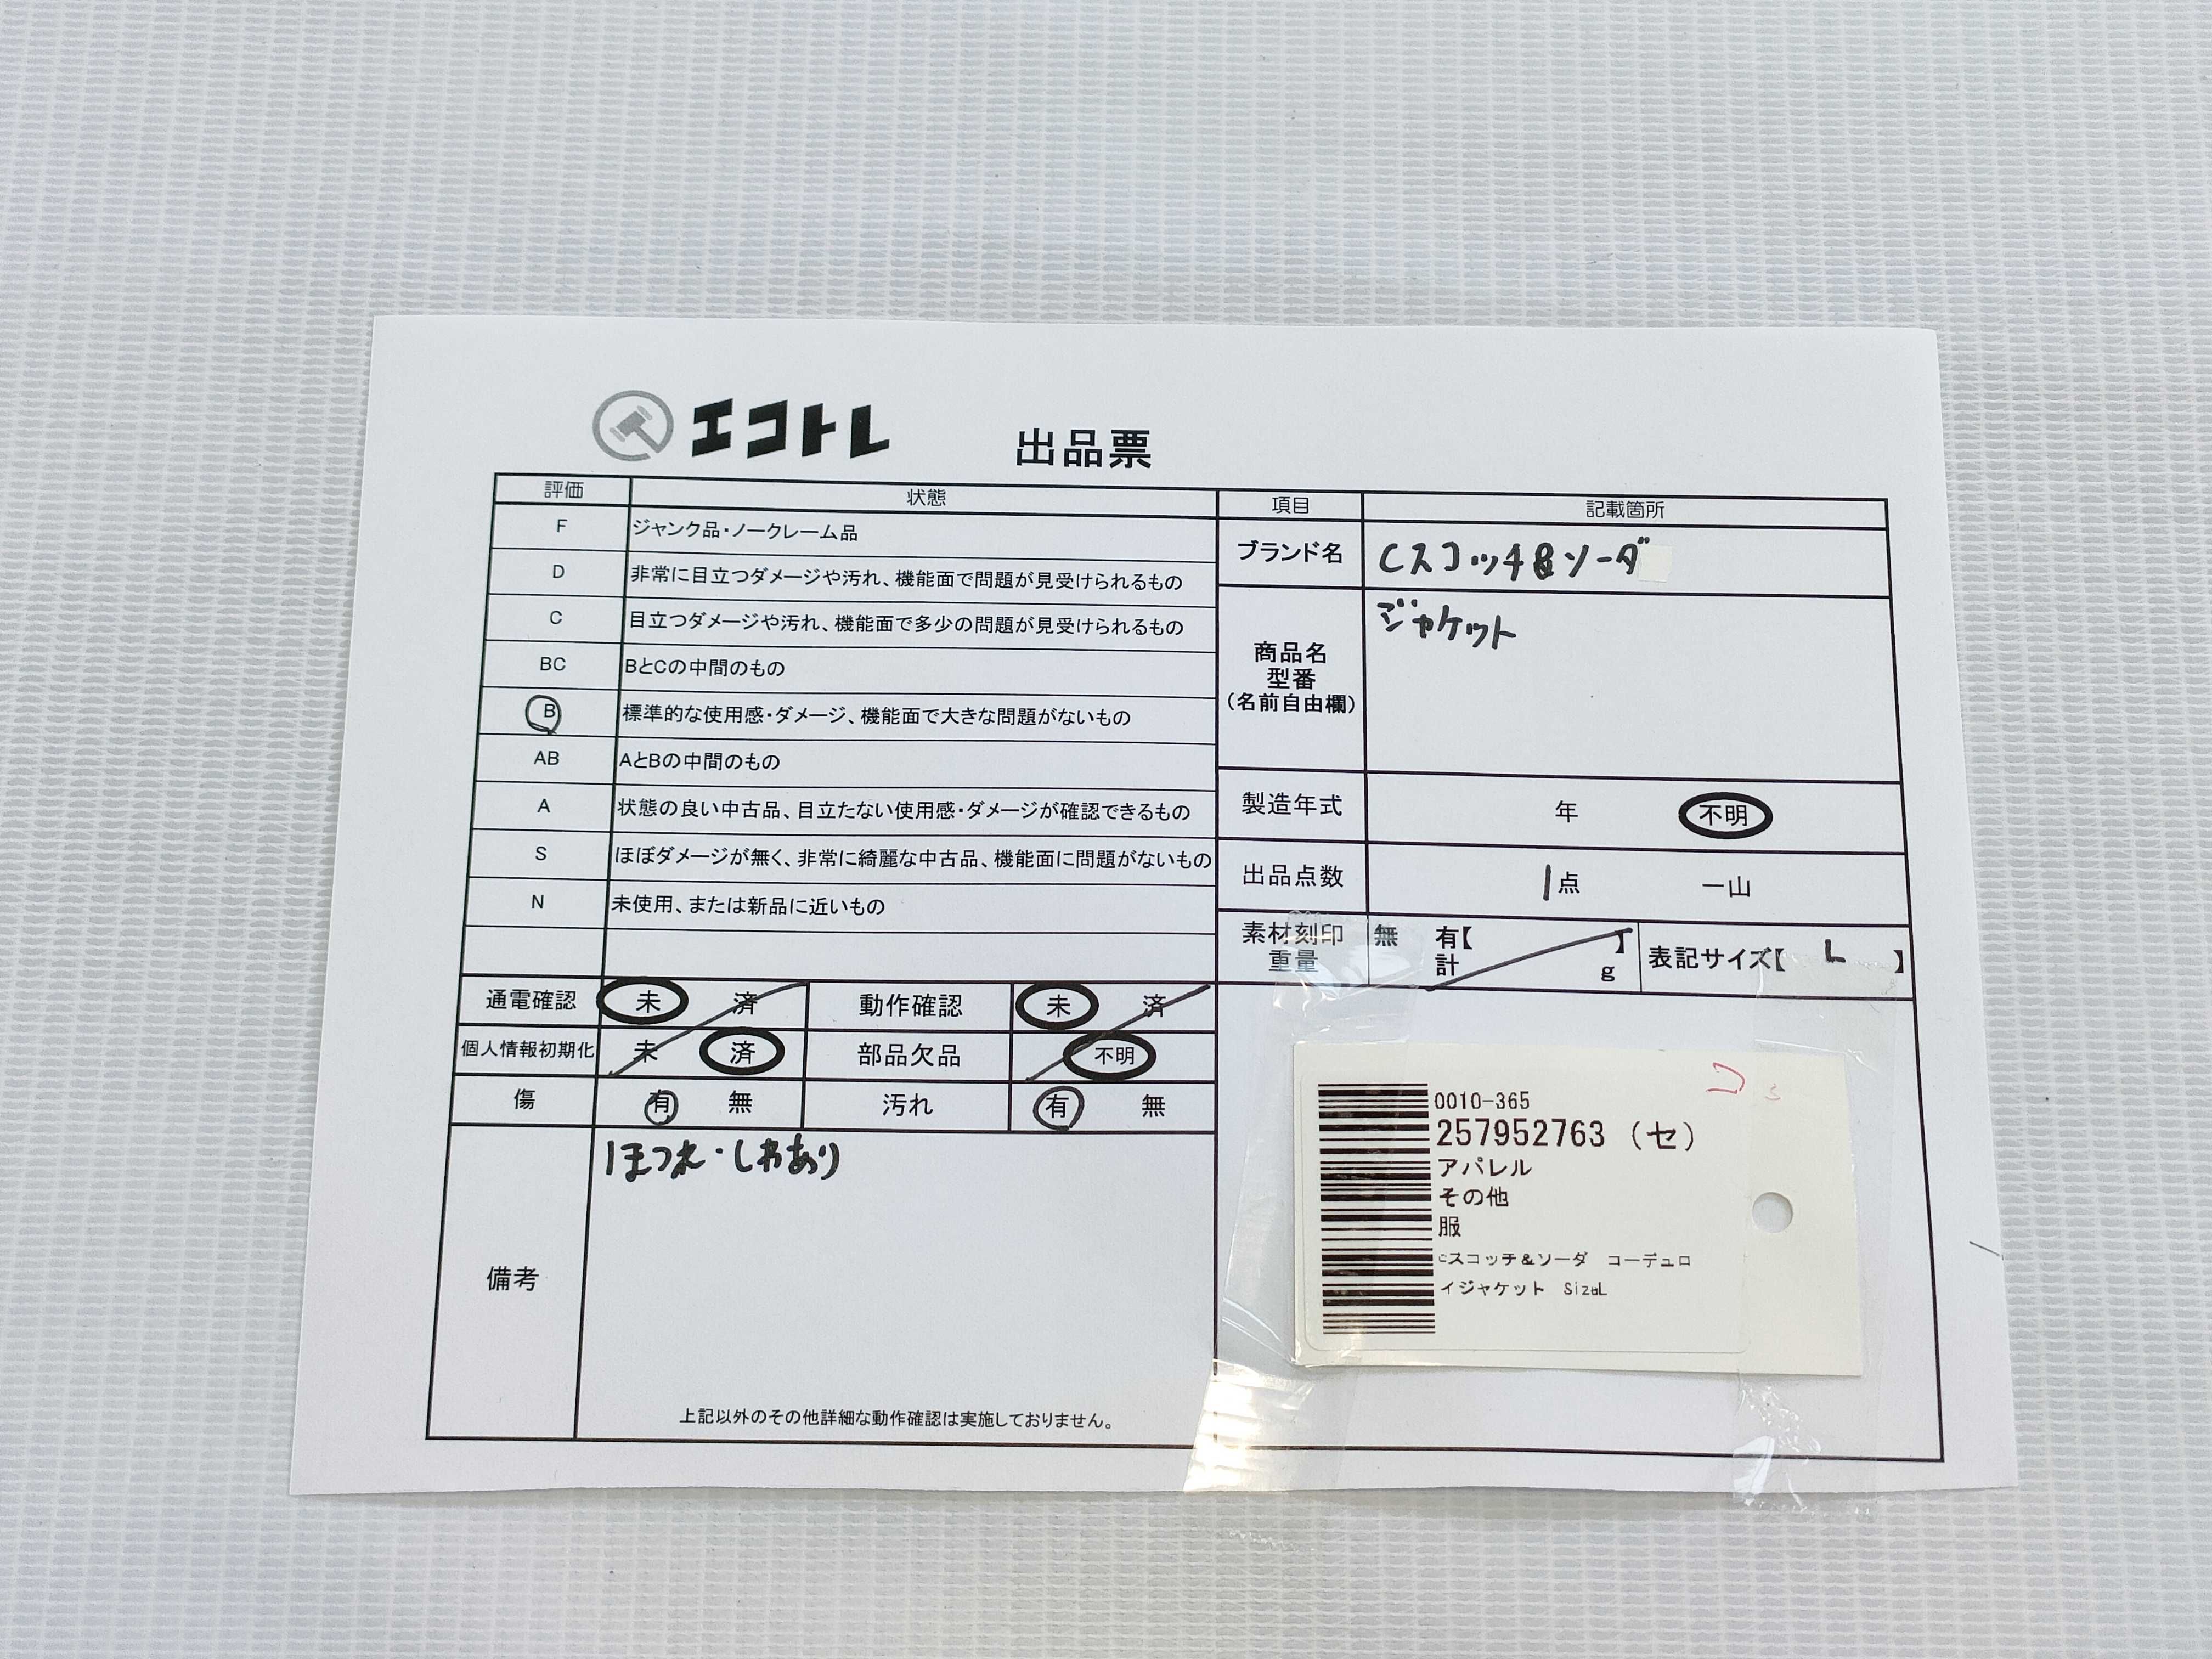 エコトレ 出品票
評価 状態
F ジャンク品・ノークレーム品
D 非常に目立つダメージや汚れ、機能面で問題が見受けられるもの
C 目立つダメージや汚れ、機能面で多少の問題が見受けられるもの
BC BとCの中間のもの
B 標準的な使用感・ダメージ、機能面で大きな問題がないもの
AB AとBの中間のもの
A 状態の良い中古品、目立たない使用感・ダメージが確認できるもの
S ほぼダメージが無く、非常に綺麗な中古品、機能面に問題がないもの
N 未使用、または新品に近いもの
項目 記載箇所
ブランド名 Cスコッチ&ソーダ
商品名
型番
(名前自由欄)
ジャケット
製造年式 年 不明
出品点数 1点 一山
素材刻印
重量
無 有【 】
計 g
表記サイズ【 L 】
通電確認 未 済 動作確認 未 済
個人情報初期化 未 済 部品欠品 不明
傷 有 無 汚れ 有 無
備考
ほつれ・しわあり
上記以外のその他詳細な動作確認は実施しておりません。
0010-365
257952763 (セ)
アパレル
その他
服
cスコッチ&ソーダ コーデュロ
イジャケット SizeL